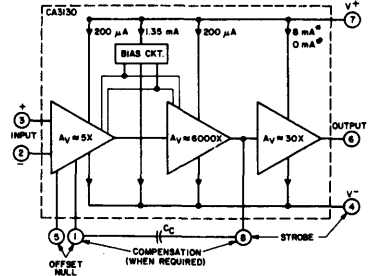 CA3130
V+
7
200 μA
1.35 mA
200 μA
8 mA*
0 mA⊕
BIAS CKT.
+
3
INPUT
2
−
AV ≈ 5X
AV ≈ 6000X
AV ≈ 30X
OUTPUT
6
V−
4
CC
5
1
8
STROBE
OFFSET
NULL
COMPENSATION
(WHEN REQUIRED)